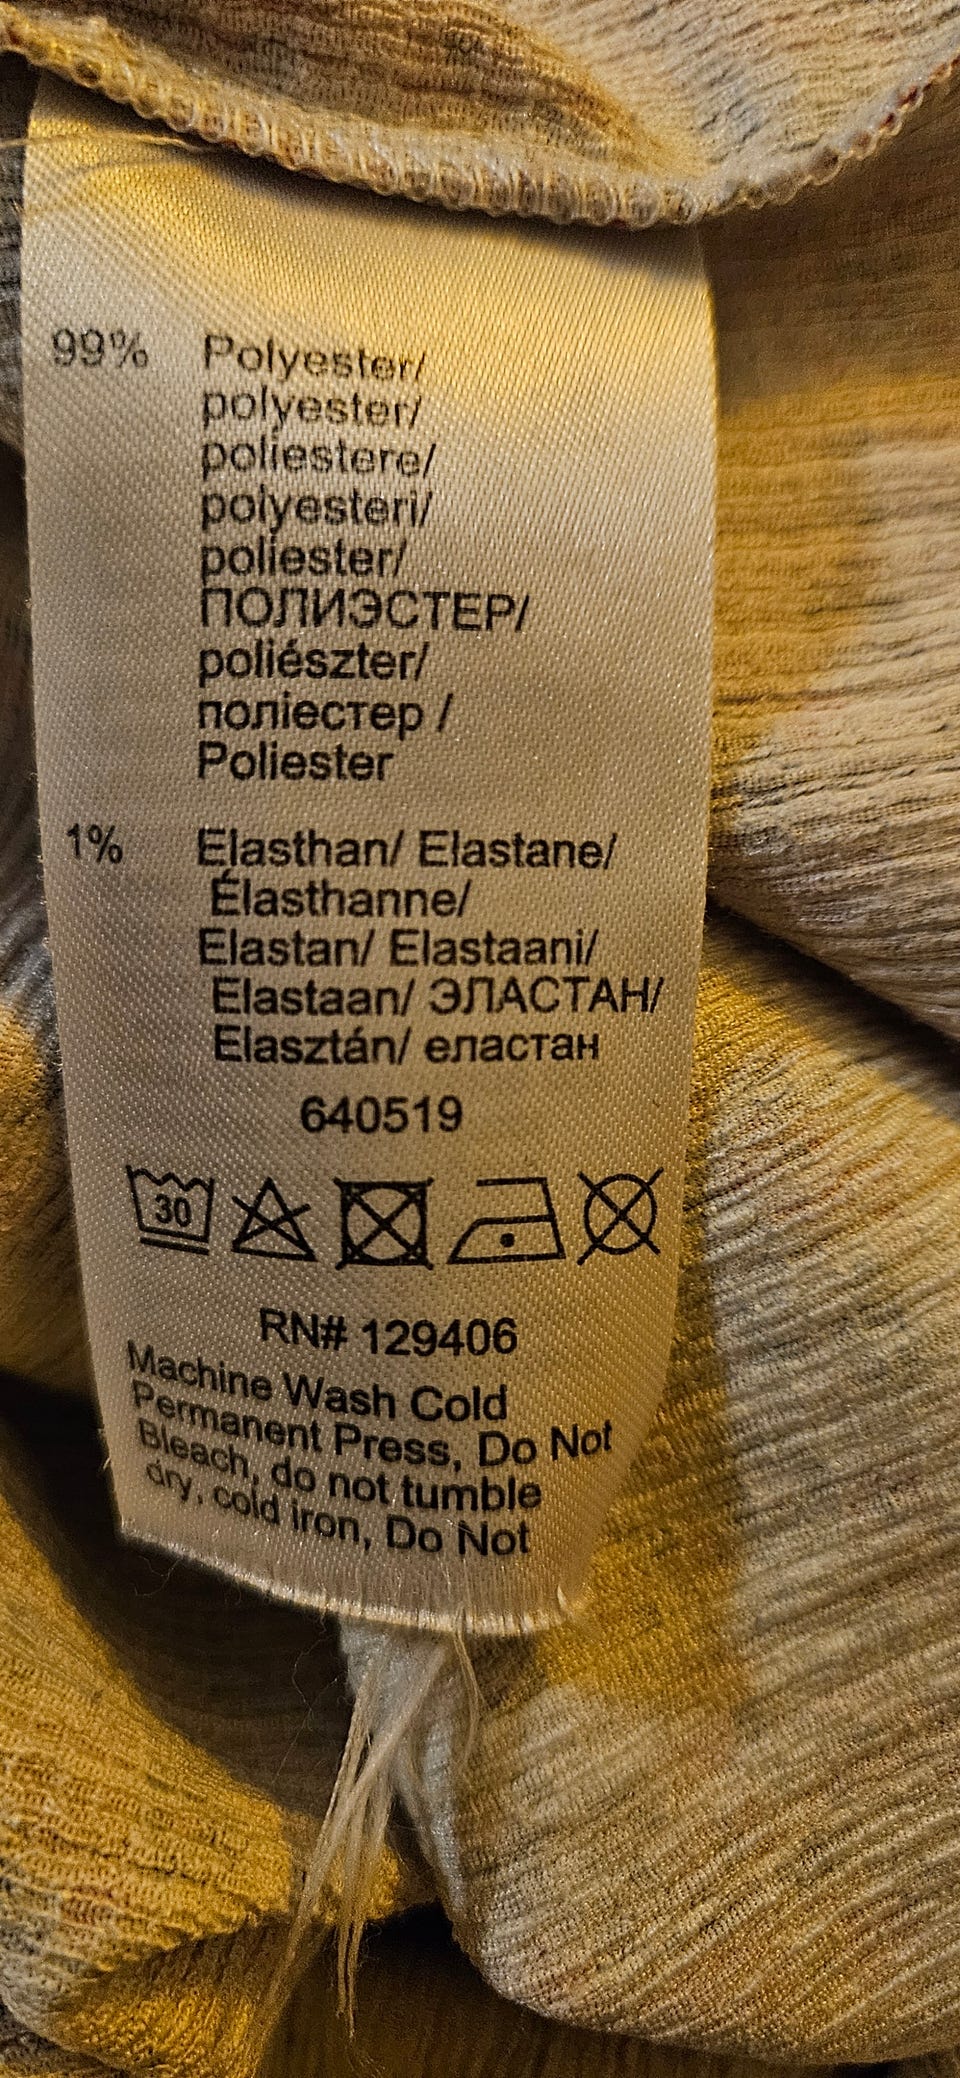 99% Polyester/
polyester/
poliestere/
polyesteri/
poliester/
ПОЛИЭСТЕР/
poliészter/
поліестер /
Poliester
1% Elasthan/ Elastane/
Élasthanne/
Elastan/ Elastaani/
Elastaan/ ЭЛАСТАН/
Elasztán/ еластан
640519
30
RN# 129406
Machine Wash Cold
Permanent Press, Do Not
Bleach, do not tumble
dry, cold iron, Do Not